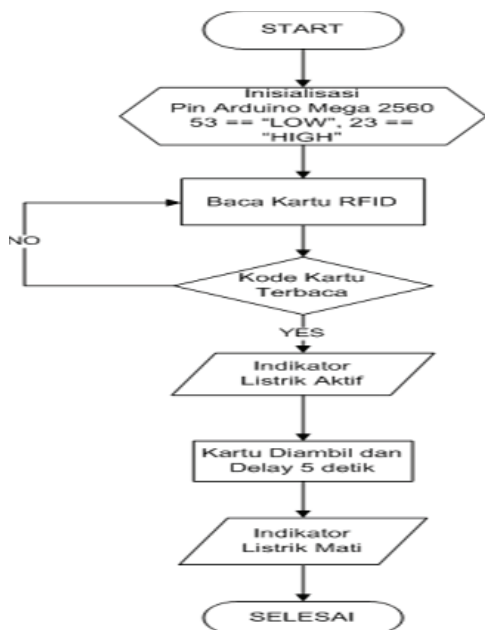 START
Inisialisasi
Pin Arduino Mega 2560
53 == "LOW", 23 ==
"HIGH"
Baca Kartu RFID
NO
Kode Kartu
Terbaca
YES
Indikator
Listrik Aktif
Kartu Diambil dan
Delay 5 detik
Indikator
Listrik Mati
SELESAI